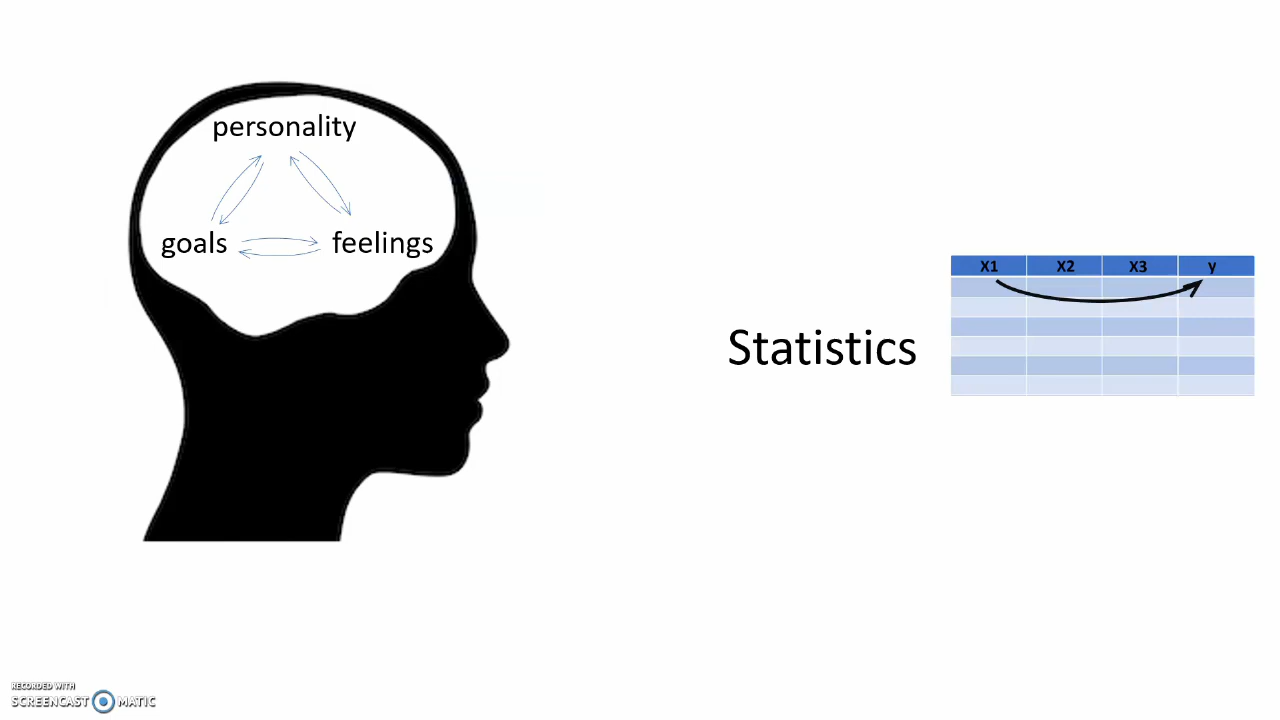 personality
goals
feelings
Statistics
X1 X2 X3 y
RECORDED WITH
SCREENCAST MATIC